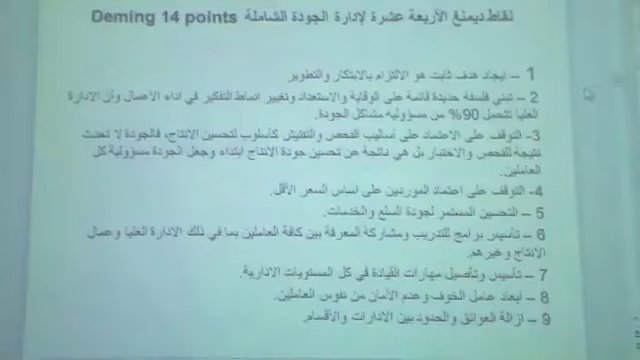 نقاط ديمنغ الأربعة عشرة لإدارة الجودة الشاملة Deming 14 points
1 – ايجاد هدف ثابت هو الالتزام بالابتكار والتطوير
2 – تبني فلسفة جديدة قائمة على الوقاية والاستعداد وتغيير انماط التفكير في اداء الأعمال وأن الادارة
العليا تتحمل 90% من مسؤولية مشاكل الجودة.
3- التوقف على الاعتماد على أساليب الفحص والتفتيش كأسلوب لتحسين الانتاج، فالجودة لا تحدث
نتيجة للفحص والاختبار بل هي ناتجة عن تحسين جودة الانتاج ابتداء وجعل الجودة مسؤولية كل
العاملين.
4- التوقف على اعتماد الموردين على اساس السعر الأقل.
5 – التحسين المستمر لجودة السلع والخدمات.
6 – تأسيس برامج للتدريب ومشاركة المعرفة بين كافة العاملين بما في ذلك الادارة العليا وعمال
الانتاج وغيرهم.
7 – تأسيس وتأصيل مهارات القيادة في كل المستويات الادارية.
8 – ابعاد عامل الخوف وعدم الأمان من نفوس العاملين.
9 – ازالة العوائق والحدود بين الادارات والأقسام.